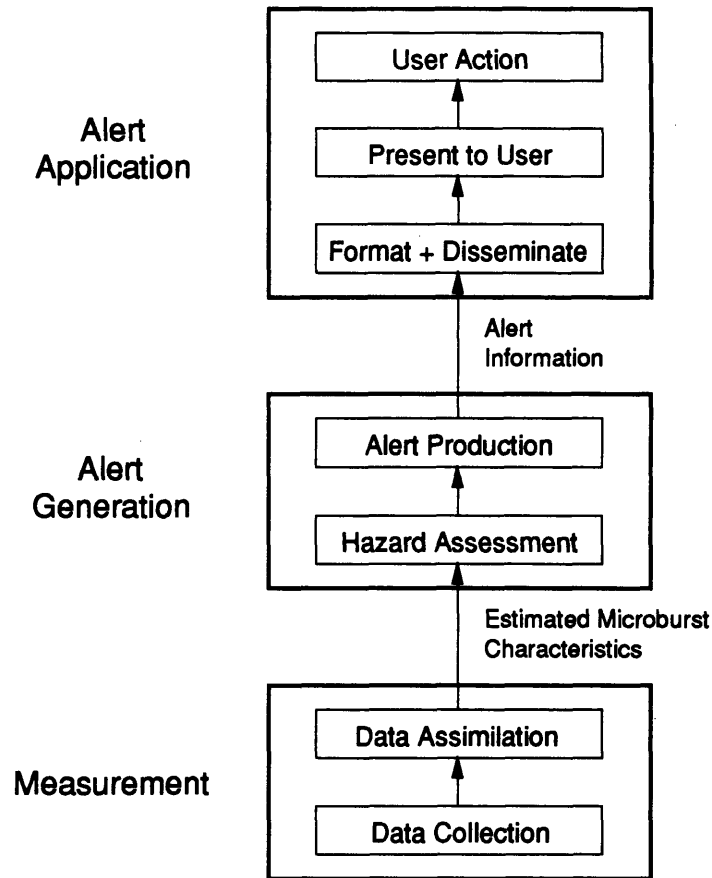 User Action
Alert
Application
Present to User
Format + Disseminate
Alert
Information
Alert Production
Alert
Generation
Hazard Assessment
Estimated Microburst
Characteristics
Data Assimilation
Measurement
Data Collection